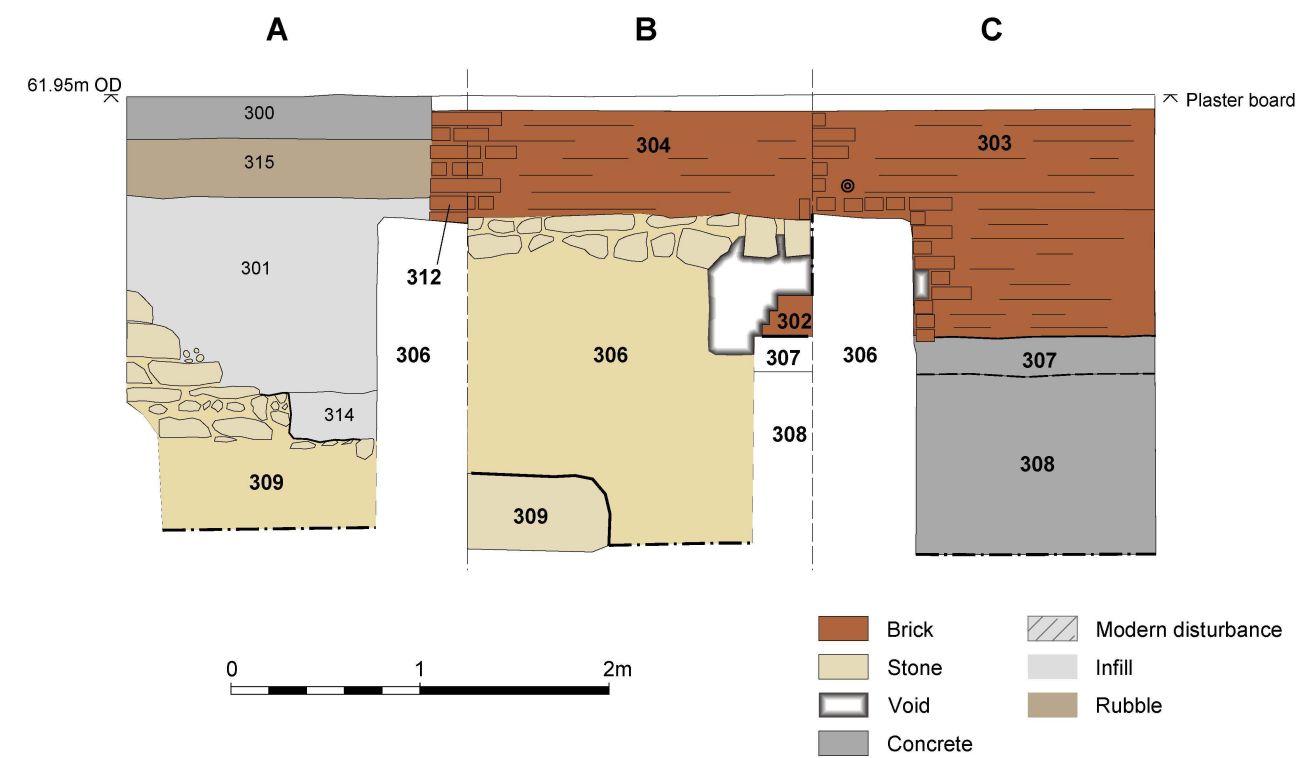 A B C
61.95m OD
Plaster board
300
315
304
303
301
312
306
306
302
307
306
307
314
308
308
309
309
0 1 2m
Brick
Stone
Void
Concrete
Modern disturbance
Infill
Rubble